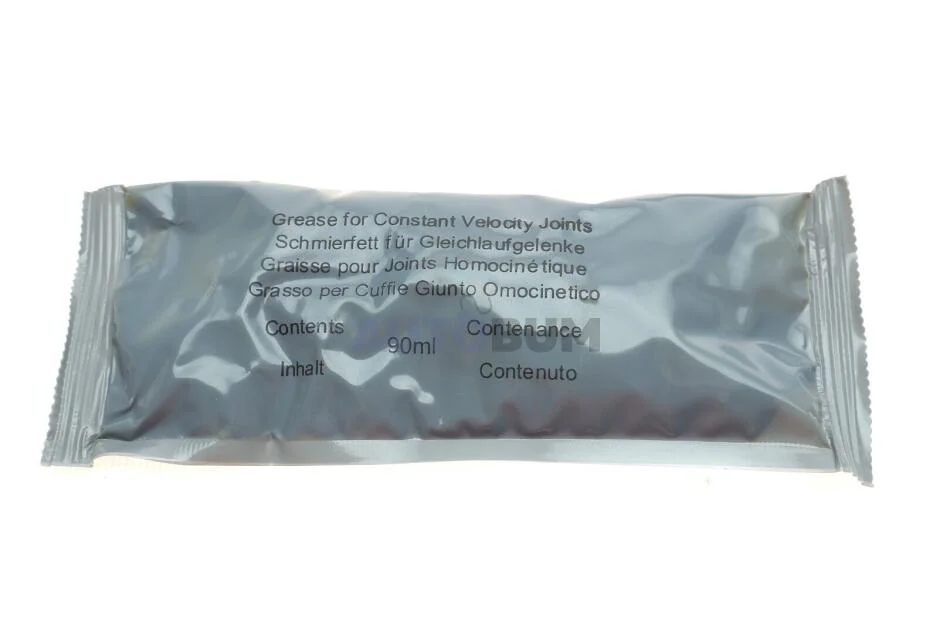 Grease for Constant Velocity Joints
Schmierfett für Gleichlaufgelenke
Graisse pour Joints Homocinétique
Grasso per Cuffie Giunto Omocinetico
Contents Contenance
90ml
Inhalt Contenuto
AUTOBUM